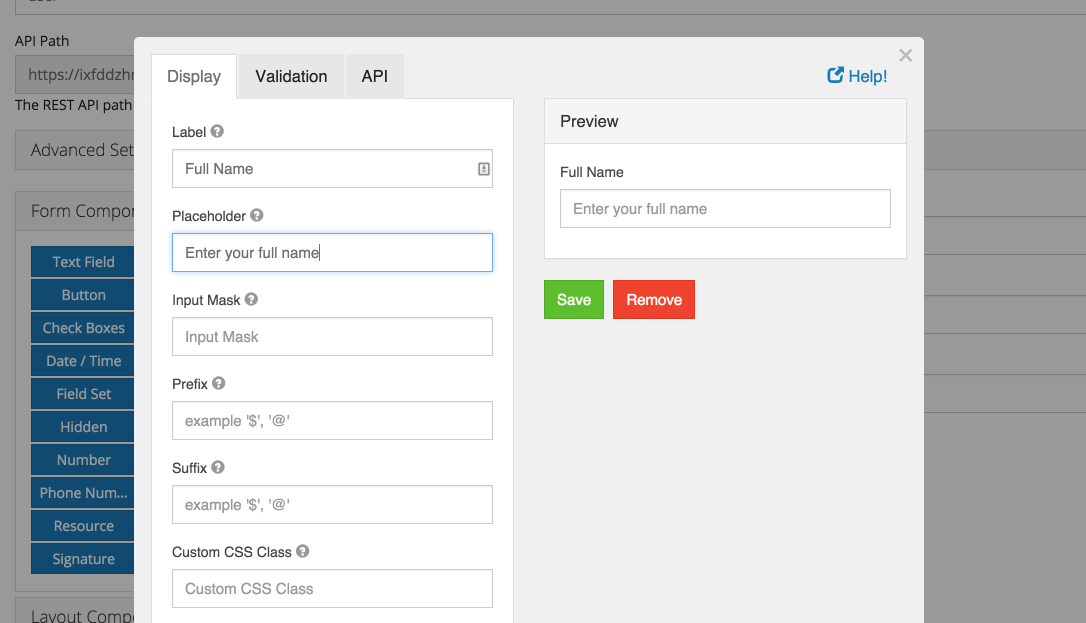 API Path
https://ixfddzhr
The REST API path
Advanced Set
Form Compor
Text Field
Button
Check Boxes
Date / Time
Field Set
Hidden
Number
Phone Num...
Resource
Signature
Layout Compo
×
Display
Validation
API
Help!
Label
Full Name
Placeholder
Enter your full name
Input Mask
Input Mask
Prefix
example '$', '@'
Suffix
example '$', '@'
Custom CSS Class
Custom CSS Class
Preview
Full Name
Enter your full name
Save
Remove